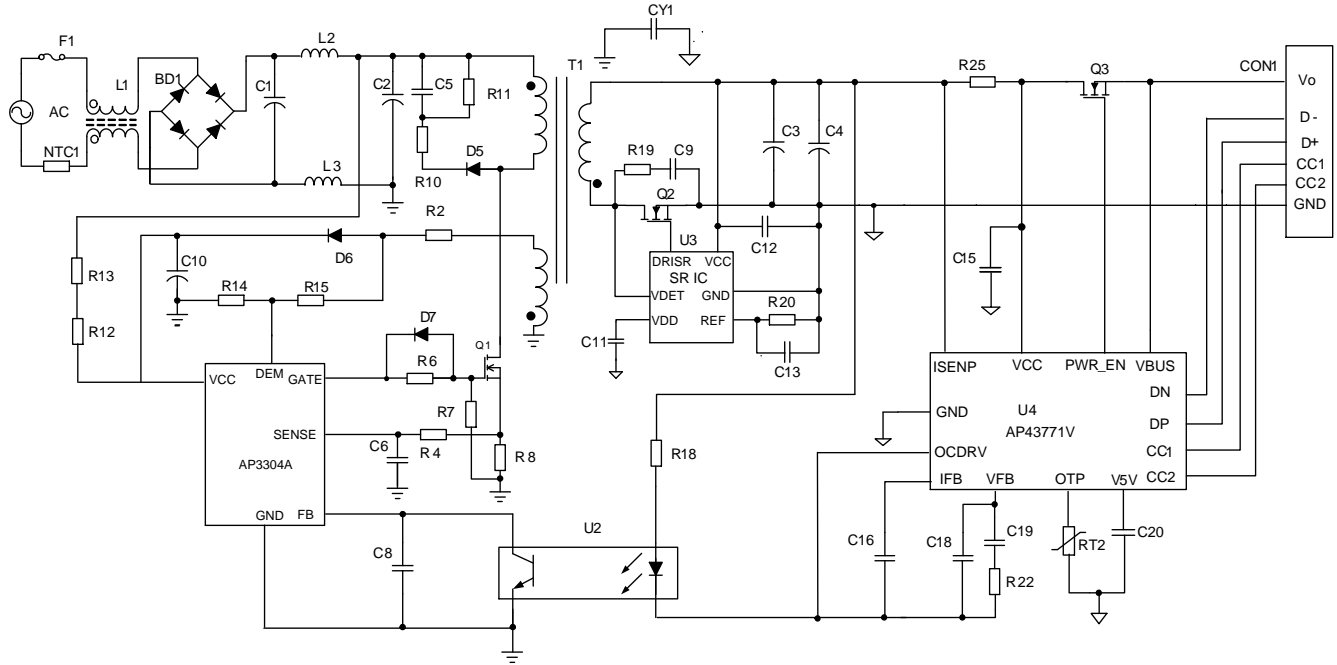 CY1
F1
L2
T1
R25
Q3
CON1
Vo
L1
BD1
C1
C2
C5
R11
AC
D -
C3
C4
D+
NTC1
R19
C9
CC1
L3
D5
R10
Q2
CC2
GND
R2
U3
C12
D6
C10
DRISR
VCC
SR IC
C15
R13
R14
R15
VDET
GND
R20
R12
D7
VDD
REF
C11
Q1
C13
R6
VCC
DEM
GATE
ISENP
VCC
PWR_EN
VBUS
DN
R7
GND
U4
DP
SENSE
C6
R4
R8
R18
AP43771V
OCDRV
CC1
AP3304A
IFB
VFB
OTP
V5V
CC2
GND
FB
U2
C8
C16
C18
C19
RT2
C20
R22